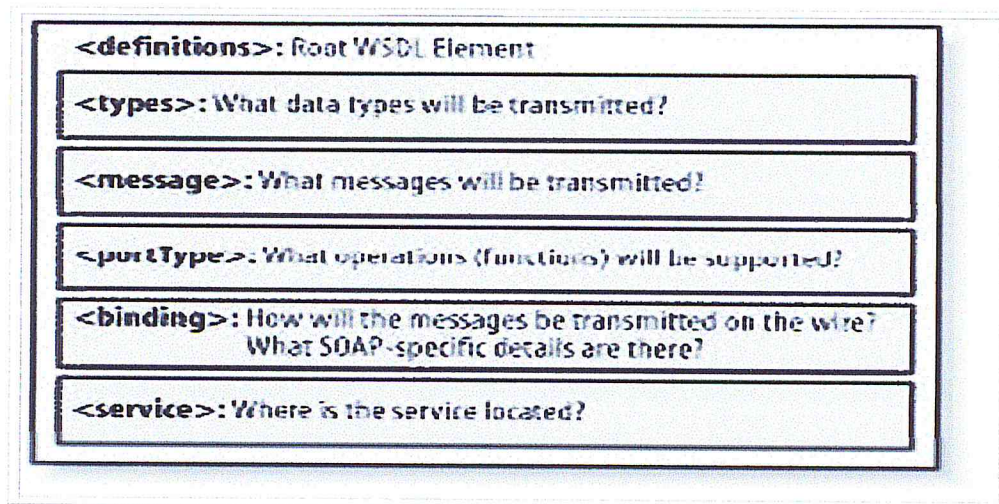 <definitions>: Root WSDL Element
<types>: What data types will be transmitted?
<message>: What messages will be transmitted?
<portType>: What operations (functions) will be supported?
<binding>: How will the messages be transmitted on the wire?
What SOAP-specific details are there?
<service>: Where is the service located?